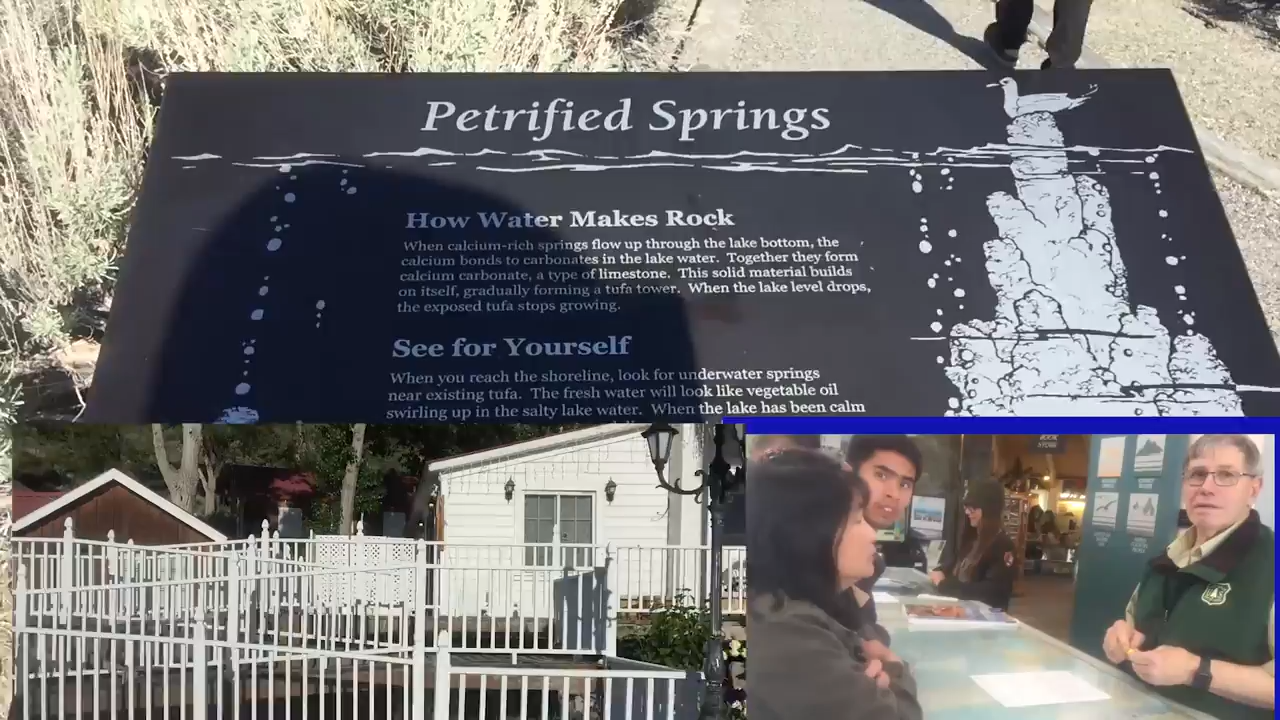 Petrified Springs
How Water Makes Rock
When calcium-rich springs flow up through the lake bottom, the
calcium bonds to carbonates in the lake water. Together they form
calcium carbonate, a type of limestone. This solid material builds
on itself, gradually forming a tufa tower. When the lake level drops,
the exposed tufa stops growing.
See for Yourself
When you reach the shoreline, look for underwater springs
near existing tufa. The fresh water will look like vegetable oil
swirling up in the salty lake water. When the lake has been calm